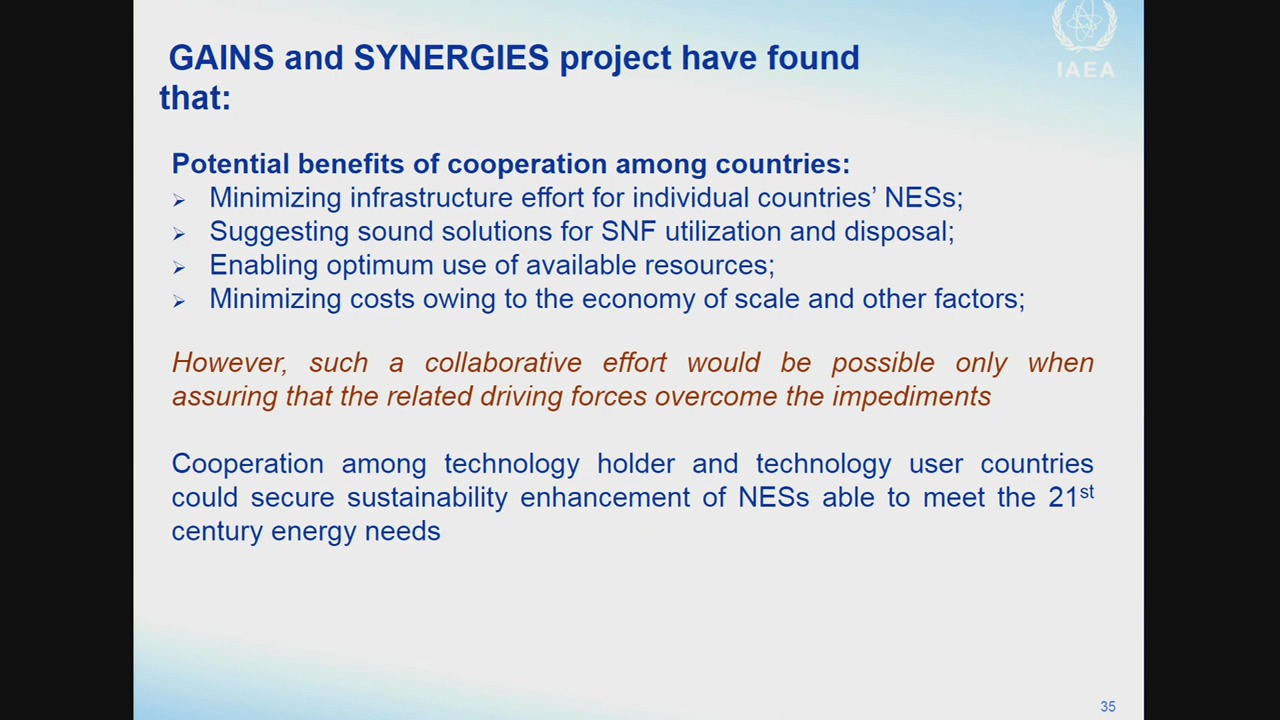 IAEA
GAINS and SYNERGIES project have found
that:
Potential benefits of cooperation among countries:
➢ Minimizing infrastructure effort for individual countries’ NESs;
➢ Suggesting sound solutions for SNF utilization and disposal;
➢ Enabling optimum use of available resources;
➢ Minimizing costs owing to the economy of scale and other factors;
However, such a collaborative effort would be possible only when
assuring that the related driving forces overcome the impediments
Cooperation among technology holder and technology user countries
could secure sustainability enhancement of NESs able to meet the 21st
century energy needs
35